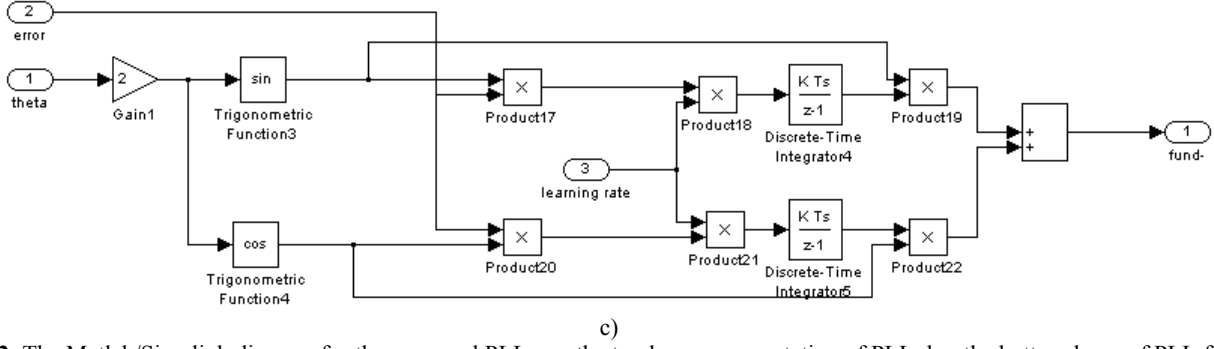 2
error
1
theta
2
Gain1
sin
Trigonometric
Function3
×
Product17
×
Product18
K Ts
z-1
Discrete-Time
Integrator4
×
Product19
+
+
1
fund-
3
learning rate
cos
Trigonometric
Function4
×
Product20
×
Product21
K Ts
z-1
Discrete-Time
Integrator5
×
Product22
c)